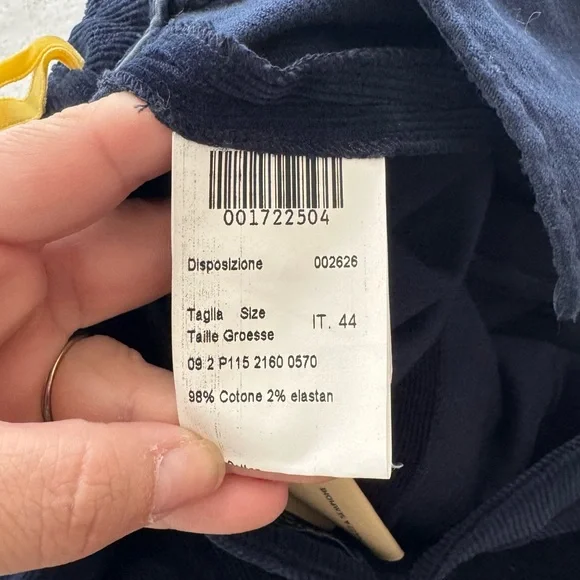 001722504
Disposizione 002626
Taglia Size
Taille Groesse
IT. 44
09 2 P115 2160 0570
98% Cotone 2% elastan